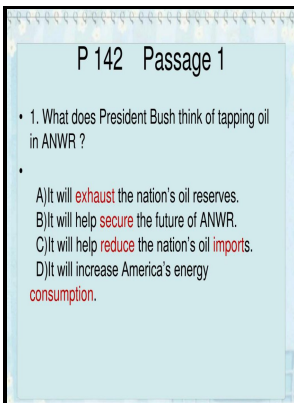 P 142 Passage 1
• 1. What does President Bush think of tapping oil
in ANWR ?
•
A)It will exhaust the nation's oil reserves.
B)It will help secure the future of ANWR.
C)It will help reduce the nation's oil imports.
D)It will increase America's energy
consumption.